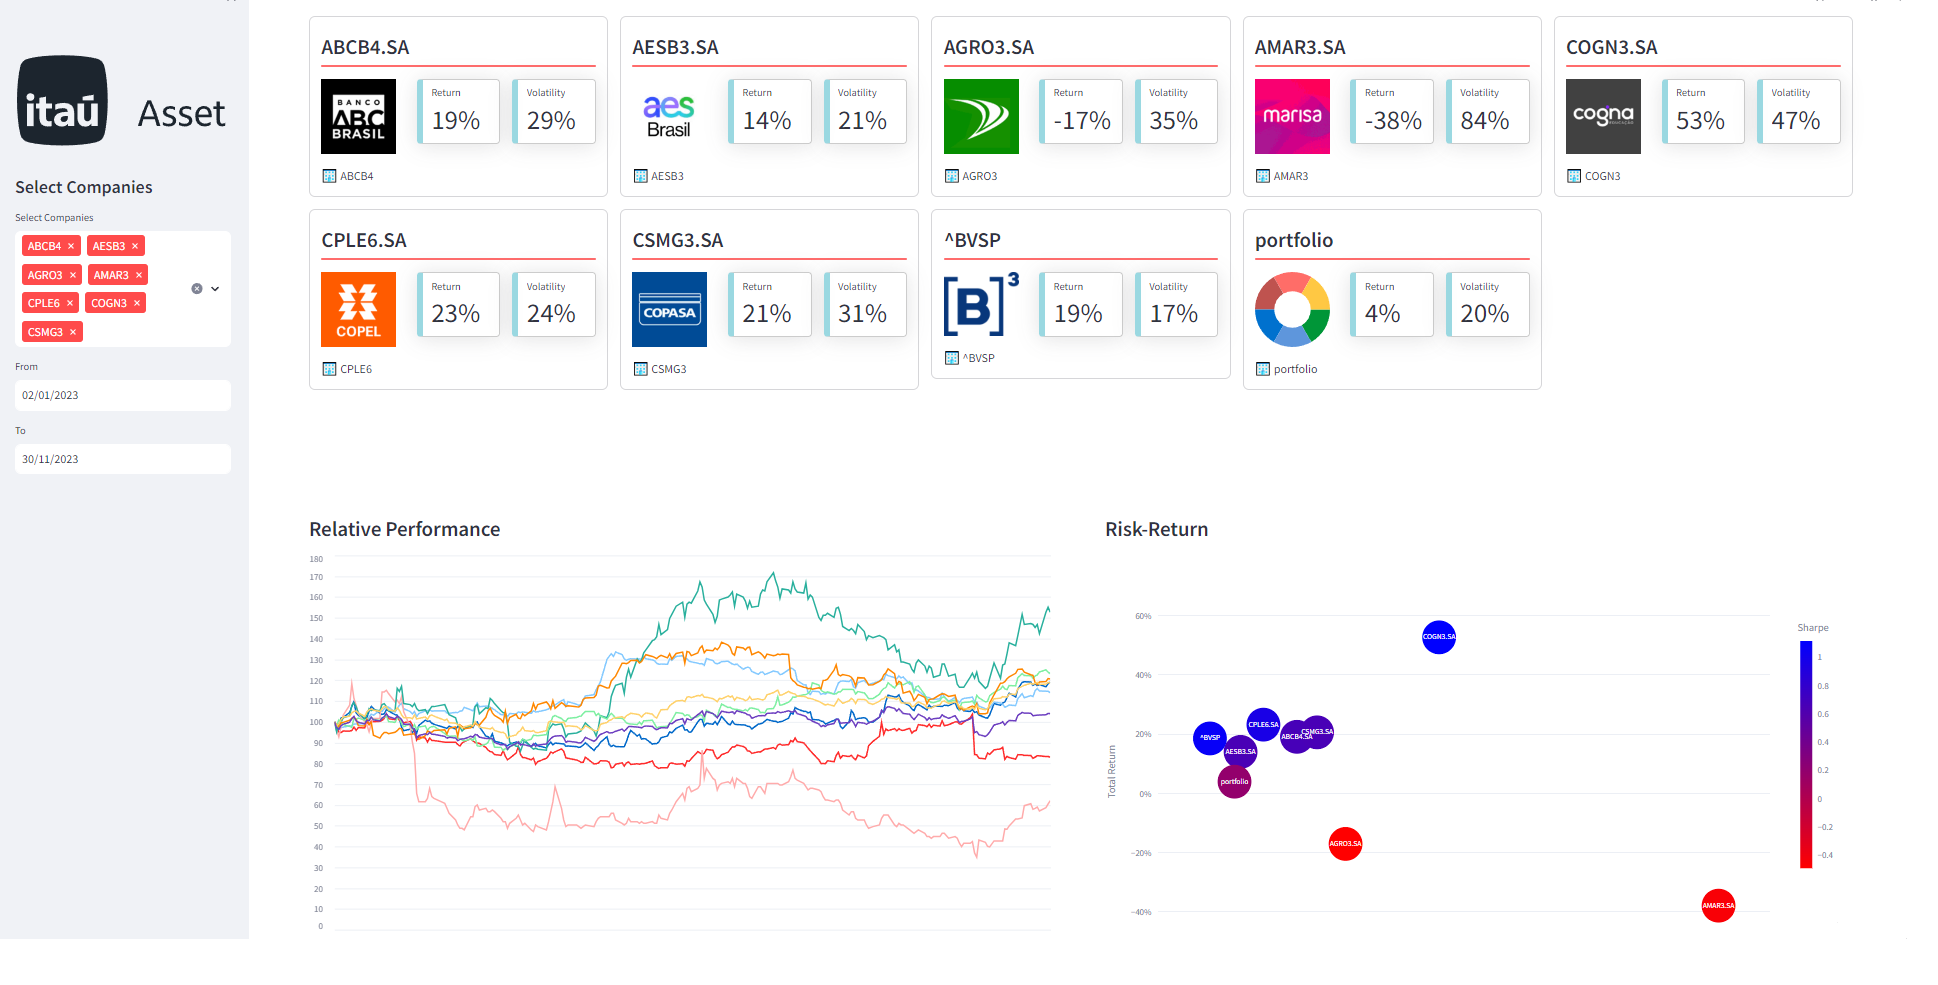 itaú Asset
Select Companies
Select Companies
ABCB4 × AESB3 ×
AGRO3 × AMAR3 ×
CPLE6 × COGN3 ×
CSMG3 ×
From
02/01/2023
To
30/11/2023
ABCB4.SA
BANCO
ABC
BRASIL
Return
19%
Volatility
29%
ABCB4
AESB3.SA
aes
Brasil
Return
14%
Volatility
21%
AESB3
AGRO3.SA
Return
-17%
Volatility
35%
AGRO3
AMAR3.SA
marisa
Return
-38%
Volatility
84%
AMAR3
COGN3.SA
cogna
Return
53%
Volatility
47%
COGN3
CPLE6.SA
COPEL
Return
23%
Volatility
24%
CPLE6
CSMG3.SA
COPASA
Return
21%
Volatility
31%
CSMG3
^BVSP
[B]3
Return
19%
Volatility
17%
^BVSP
portfolio
Return
4%
Volatility
20%
portfolio
Relative Performance
180
170
160
150
140
130
120
110
100
90
80
70
60
50
40
30
20
10
0
Risk-Return
Total Return
60%
40%
20%
0%
−20%
−40%
COGN3.SA
CPLE6.SA
^BVSP
ABCB4.SA
CSMG3.SA
AESB3.SA
portfolio
AGRO3.SA
AMAR3.SA
Sharpe
1
0.8
0.6
0.4
0.2
0
−0.2
−0.4